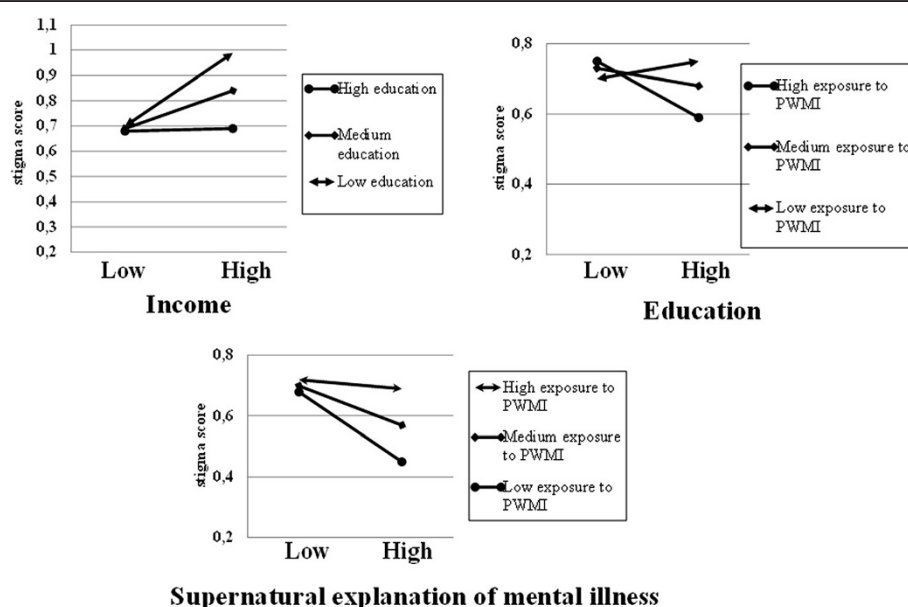 1,1
1
0,9
0,8
0,7
0,6
0,5
0,4
0,3
0,2
stigma score
Low High
Income
High education
Medium
education
Low education
0,8
0,6
0,4
0,2
stigma score
Low High
Education
High exposure to
PWMI
Medium exposure to
PWMI
Low exposure to
PWMI
0,8
0,6
0,4
0,2
stigma score
Low High
Supernatural explanation of mental illness
High exposure to
PWMI
Medium exposure
to PWMI
Low exposure to
PWMI